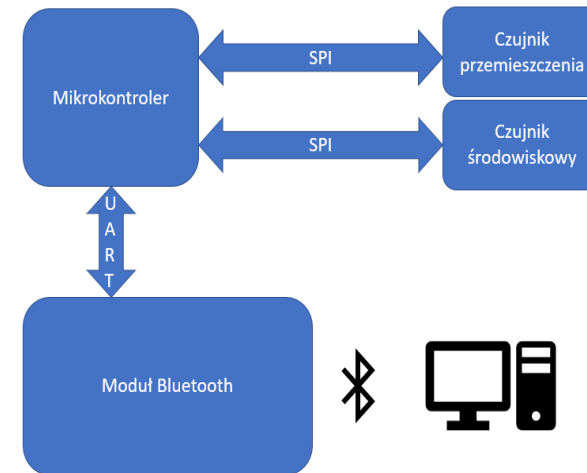 Mikrokontroler
SPI
Czujnik
przemieszczenia
SPI
Czujnik
środowiskowy
U
A
R
T
Moduł Bluetooth